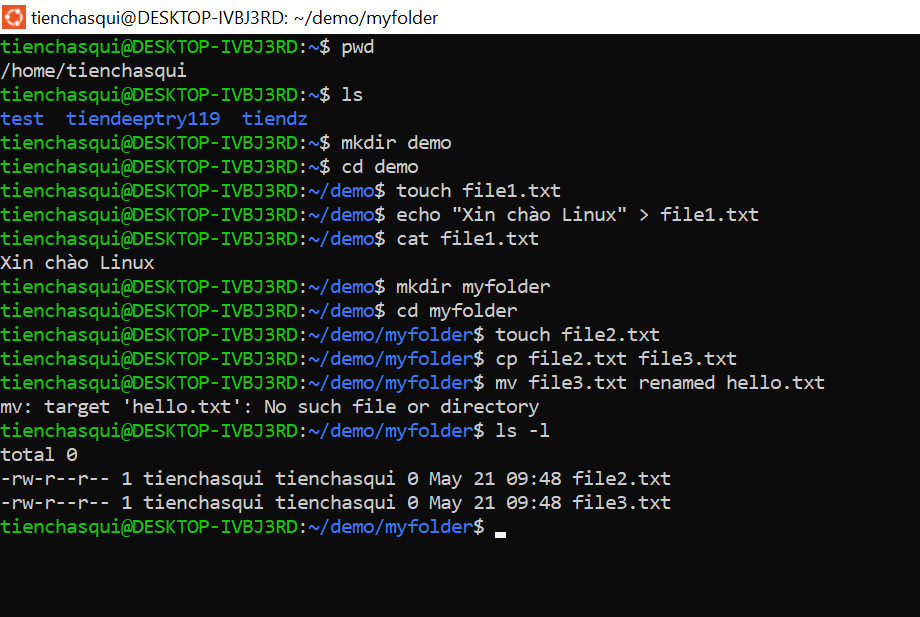 tienchasqui@DESKTOP-IVBJ3RD: ~/demo/myfolder
tienchasqui@DESKTOP-IVBJ3RD:~$ pwd
/home/tienchasqui
tienchasqui@DESKTOP-IVBJ3RD:~$ ls
test  tiendeeptry119  tiendz
tienchasqui@DESKTOP-IVBJ3RD:~$ mkdir demo
tienchasqui@DESKTOP-IVBJ3RD:~$ cd demo
tienchasqui@DESKTOP-IVBJ3RD:~/demo$ touch file1.txt
tienchasqui@DESKTOP-IVBJ3RD:~/demo$ echo "Xin chào Linux" > file1.txt
tienchasqui@DESKTOP-IVBJ3RD:~/demo$ cat file1.txt
Xin chào Linux
tienchasqui@DESKTOP-IVBJ3RD:~/demo$ mkdir myfolder
tienchasqui@DESKTOP-IVBJ3RD:~/demo$ cd myfolder
tienchasqui@DESKTOP-IVBJ3RD:~/demo/myfolder$ touch file2.txt
tienchasqui@DESKTOP-IVBJ3RD:~/demo/myfolder$ cp file2.txt file3.txt
tienchasqui@DESKTOP-IVBJ3RD:~/demo/myfolder$ mv file3.txt renamed hello.txt
mv: target 'hello.txt': No such file or directory
tienchasqui@DESKTOP-IVBJ3RD:~/demo/myfolder$ ls -l
total 0
-rw-r--r-- 1 tienchasqui tienchasqui 0 May 21 09:48 file2.txt
-rw-r--r-- 1 tienchasqui tienchasqui 0 May 21 09:48 file3.txt
tienchasqui@DESKTOP-IVBJ3RD:~/demo/myfolder$